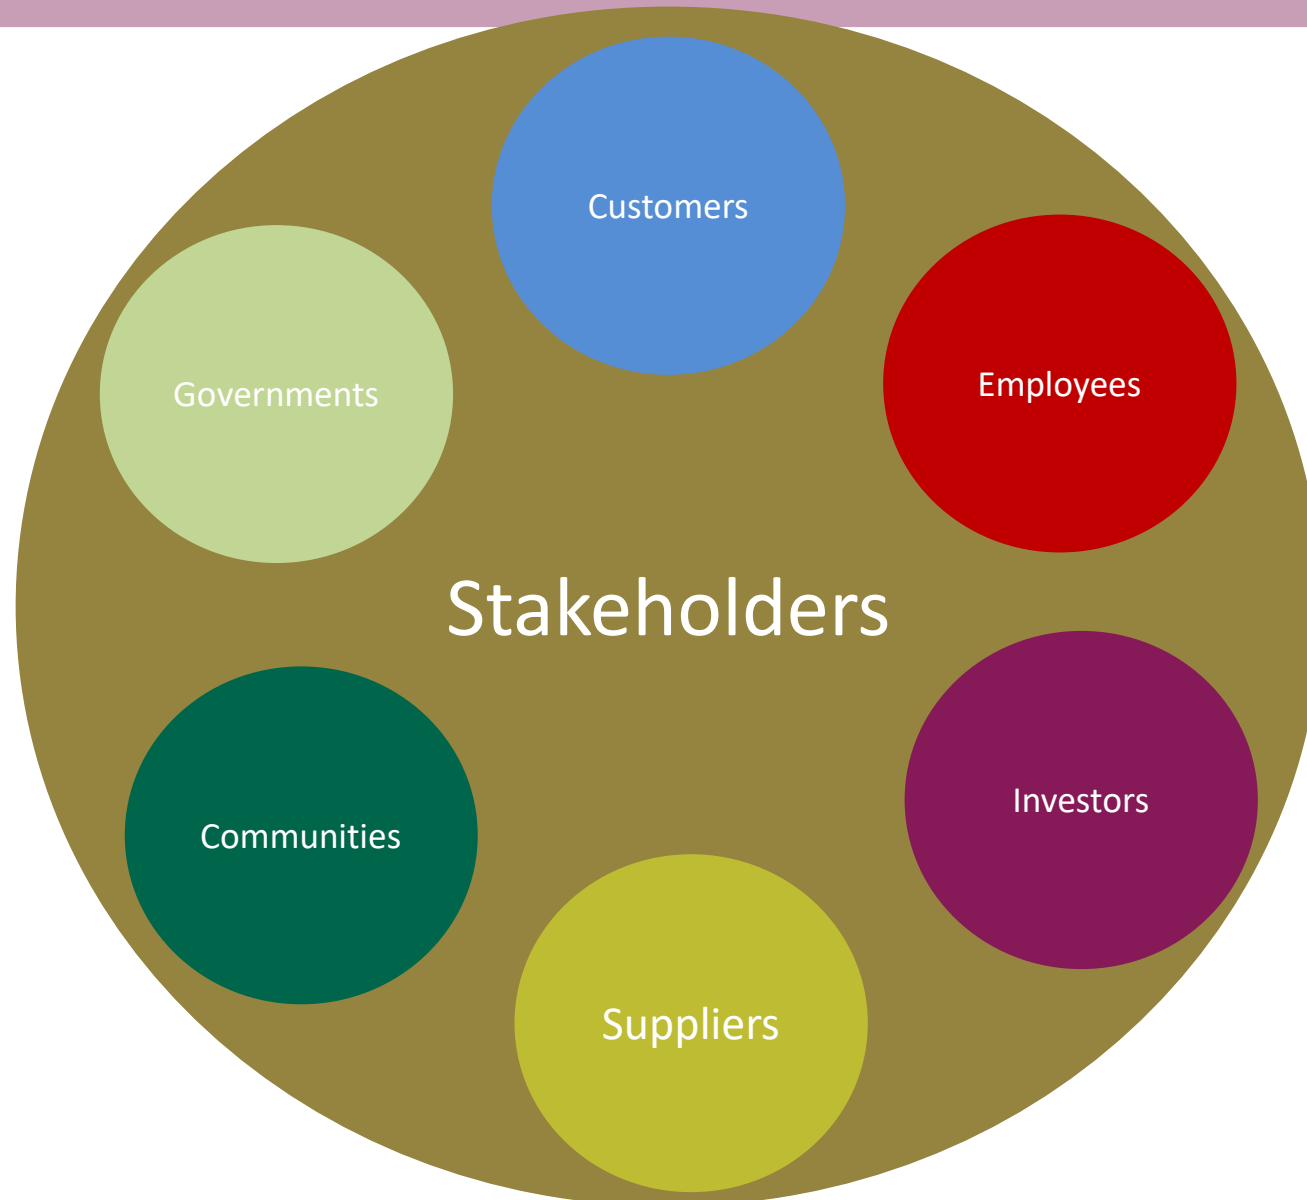 Customers
Employees
Governments
Stakeholders
Investors
Communities
Suppliers